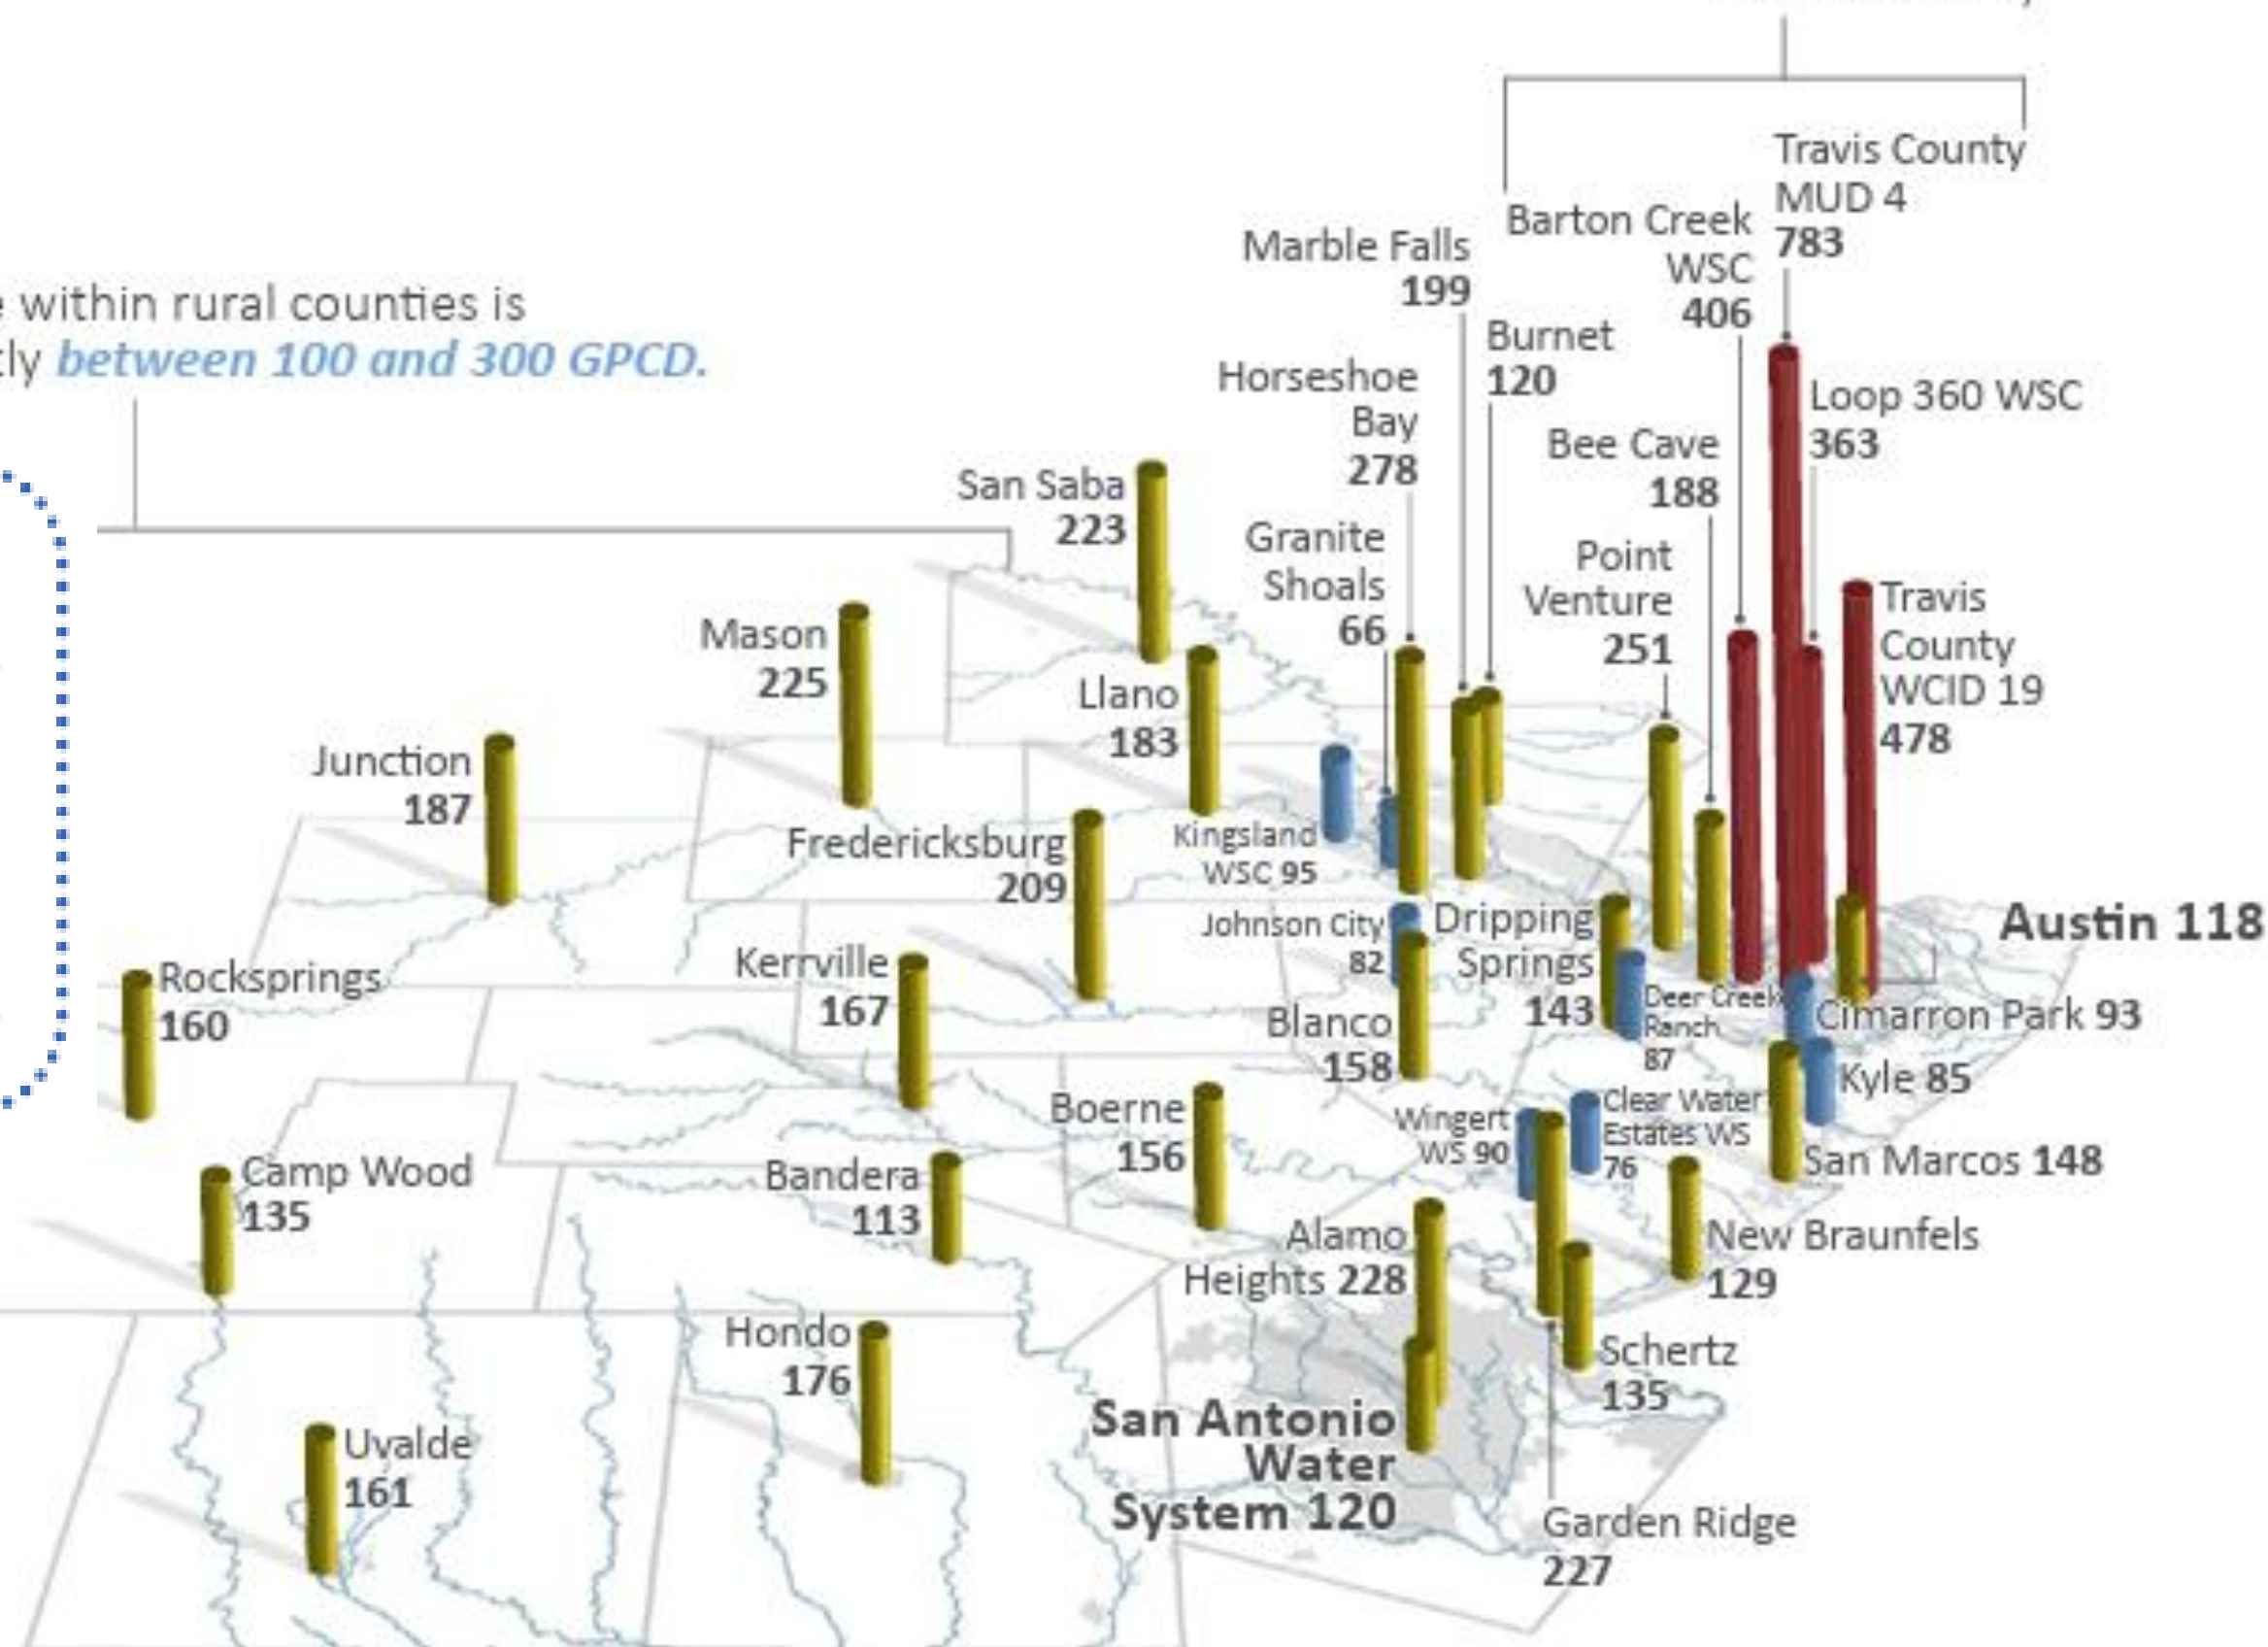 within rural counties is
between 100 and 300 GPCD.
Travis County
MUD 4
783
Barton Creek
WSC
406
Marble Falls
199
Burnet
120
Horseshoe
Bay
278
Loop 360 WSC
363
Bee Cave
188
San Saba
223
Granite
Shoals
66
Point
Venture
251
Travis
County
WCID 19
478
Mason
225
Llano
183
Junction
187
Fredericksburg
209
Kingsland
WSC 95
Austin 118
Johnson City
82
Dripping
Springs
143
Kerrville
167
Rocksprings
160
Deer Creek
Ranch
87
Cimarron Park 93
Blanco
158
Kyle 85
Boerne
156
Wingert
WS 90
Clear Water
Estates WS
76
San Marcos 148
Camp Wood
135
Bandera
113
Alamo
Heights 228
New Braunfels
129
Hondo
176
Schertz
135
San Antonio
Water
System 120
Uvalde
161
Garden Ridge
227